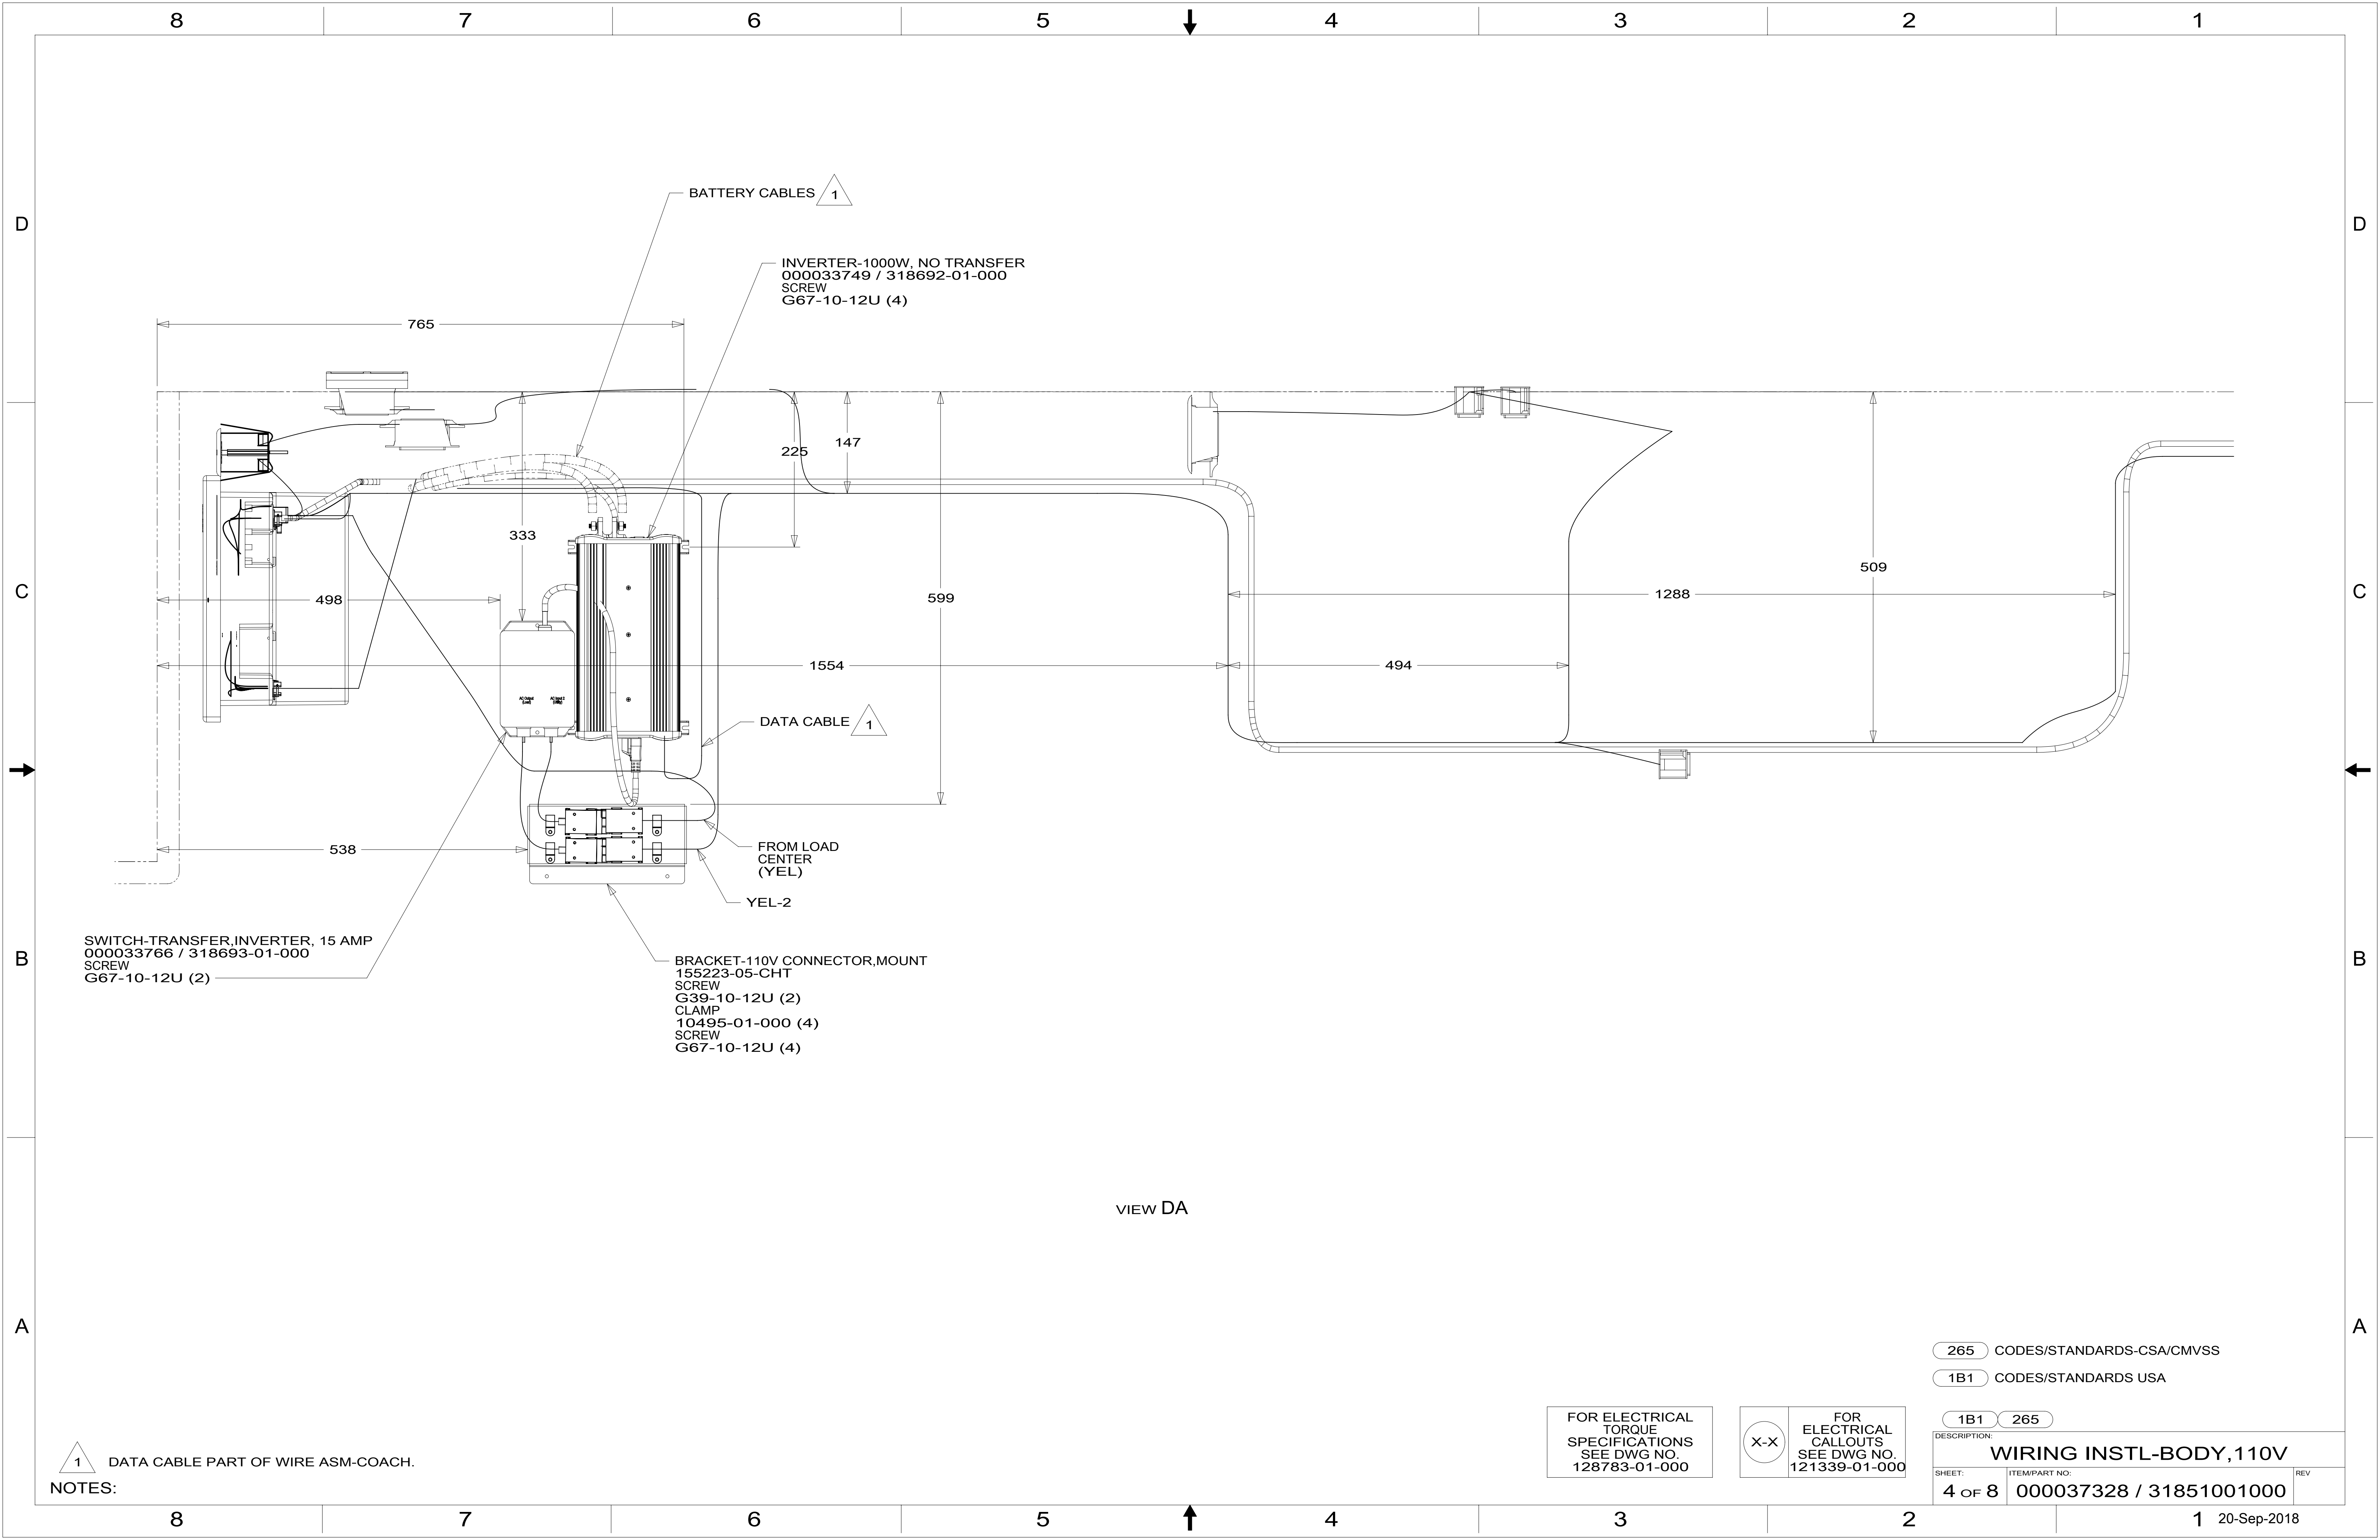 8 7 6 5 4 3 2 1
D D
BATTERY CABLES 1
INVERTER-1000W, NO TRANSFER
000033749 / 318692-01-000
SCREW
G67-10-12U (4)
765
147
225
333
509
C C
498
599
1288
1554
494
AC Output
(Load)
AC Input 2
(Utility)
DATA CABLE 1
538
FROM LOAD
CENTER
(YEL)
YEL-2
SWITCH-TRANSFER,INVERTER, 15 AMP
000033766 / 318693-01-000
SCREW
G67-10-12U (2)
B B
BRACKET-110V CONNECTOR,MOUNT
155223-05-CHT
SCREW
G39-10-12U (2)
CLAMP
10495-01-000 (4)
SCREW
G67-10-12U (4)
VIEW DA
A A
265 CODES/STANDARDS-CSA/CMVSS
1B1 CODES/STANDARDS USA
1B1 265
FOR ELECTRICAL
TORQUE
SPECIFICATIONS
SEE DWG NO.
128783-01-000
X-X
FOR
ELECTRICAL
CALLOUTS
SEE DWG NO.
121339-01-000
DESCRIPTION:
WIRING INSTL-BODY,110V
SHEET:
4 OF 8
ITEM/PART NO:
000037328 / 31851001000
REV
1 DATA CABLE PART OF WIRE ASM-COACH.
NOTES:
8 7 6 5 4 3 2 1
20-Sep-2018